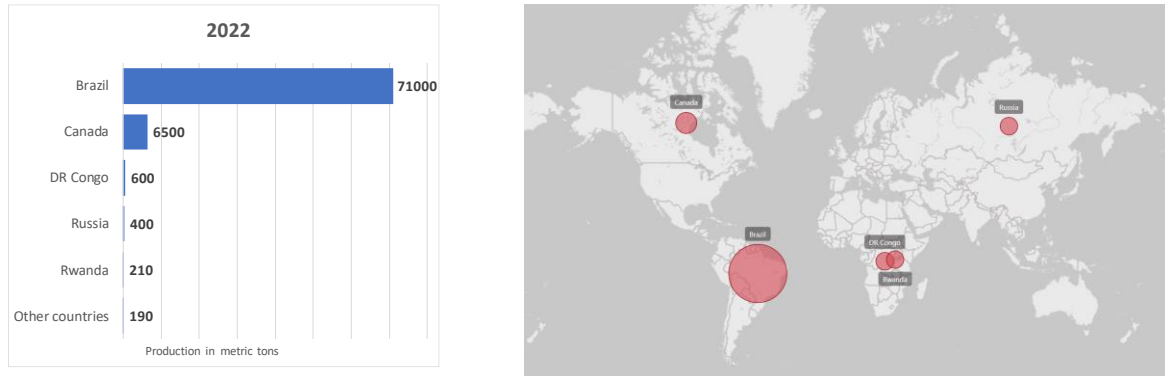 2022
Brazil 71000
Canada 6500
DR Congo 600
Russia 400
Rwanda 210
Other countries 190
Production in metric tons
Canada
Russia
Brazil
DR Congo
Rwanda